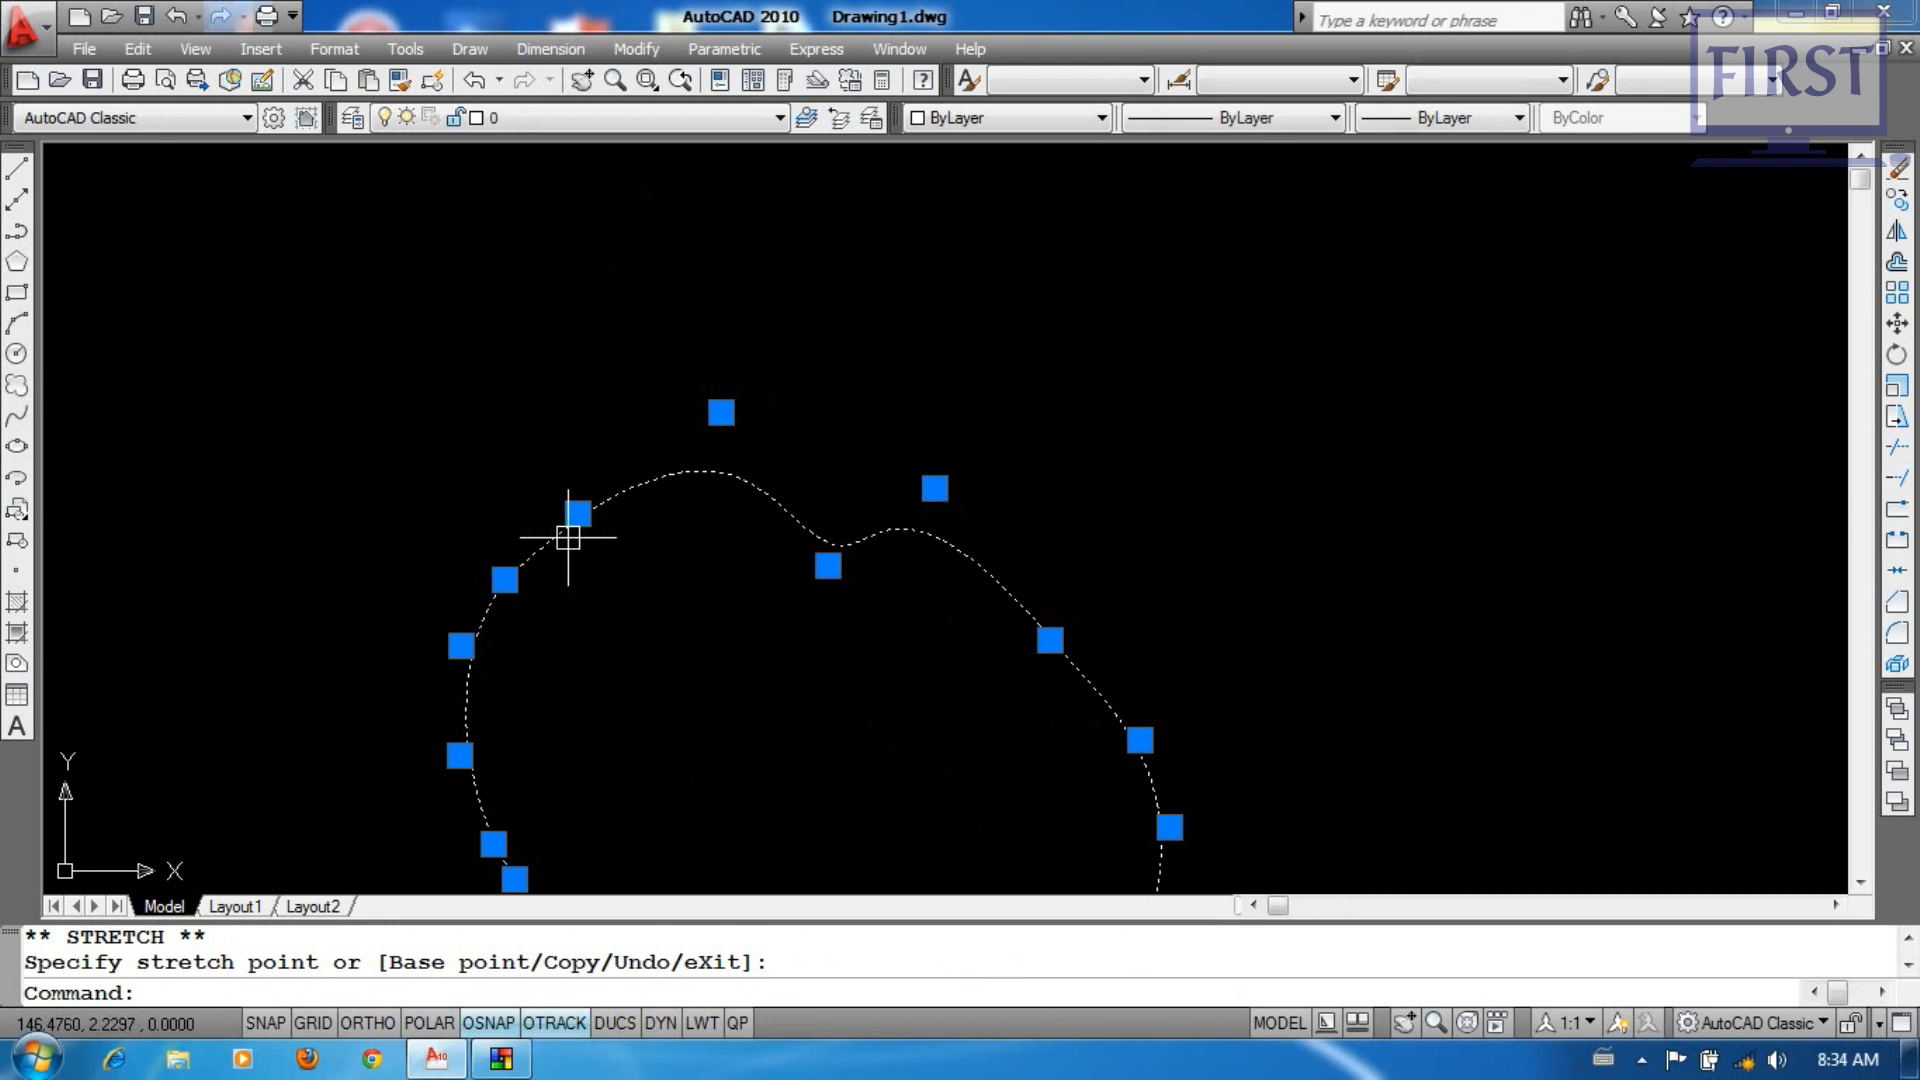 AutoCAD 2010 Drawing1.dwg
Type a keyword or phrase
File Edit View Insert Format Tools Draw Dimension Modify Parametric Express Window Help
FIRST
AutoCAD Classic
0
ByLayer
ByLayer
ByLayer
ByColor
A
Y
X
Model Layout1 Layout2
** STRETCH **
Specify stretch point or [Base point/Copy/Undo/eXit]:
Command:
146.4760, 2.2297 , 0.0000 SNAP GRID ORTHO POLAR OSNAP OTRACK DUCS DYN LWT QP MODEL 1:1 AutoCAD Classic
8:34 AM